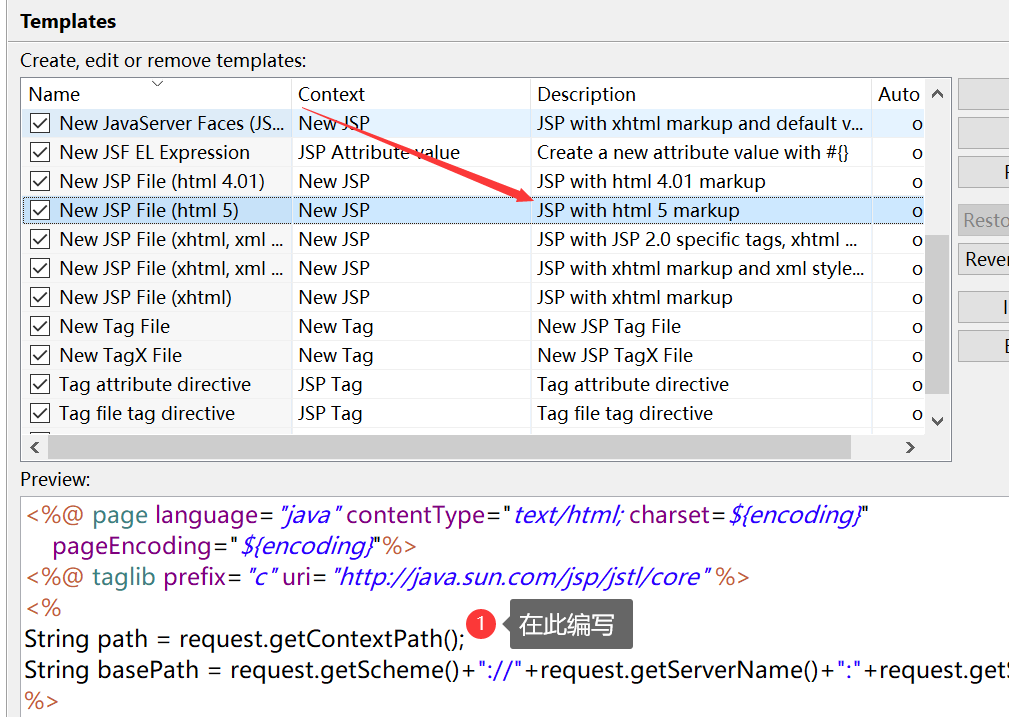 Templates
Create, edit or remove templates:
Name Context Description Auto
New JavaServer Faces (JS... New JSP JSP with xhtml markup and default v... o
New JSF EL Expression JSP Attribute value Create a new attribute value with #{} o
New JSP File (html 4.01) New JSP JSP with html 4.01 markup o
New JSP File (html 5) New JSP JSP with html 5 markup o
New JSP File (xhtml, xml ... New JSP JSP with JSP 2.0 specific tags, xhtml ... o
New JSP File (xhtml, xml ... New JSP JSP with xhtml markup and xml style... o
New JSP File (xhtml) New JSP JSP with xhtml markup o
New Tag File New Tag New JSP Tag File o
New TagX File New Tag New JSP TagX File o
Tag attribute directive JSP Tag Tag attribute directive o
Tag file tag directive JSP Tag Tag file tag directive o
Resto
Rever
Preview:
<%@ page language="java" contentType="text/html; charset=${encoding}"
pageEncoding="${encoding}"%>
<%@ taglib prefix="c" uri="http://java.sun.com/jsp/jstl/core" %>
<%
1 在此编写
String path = request.getContextPath();
String basePath = request.getScheme()+"://"+request.getServerName()+":"+request.get
%>